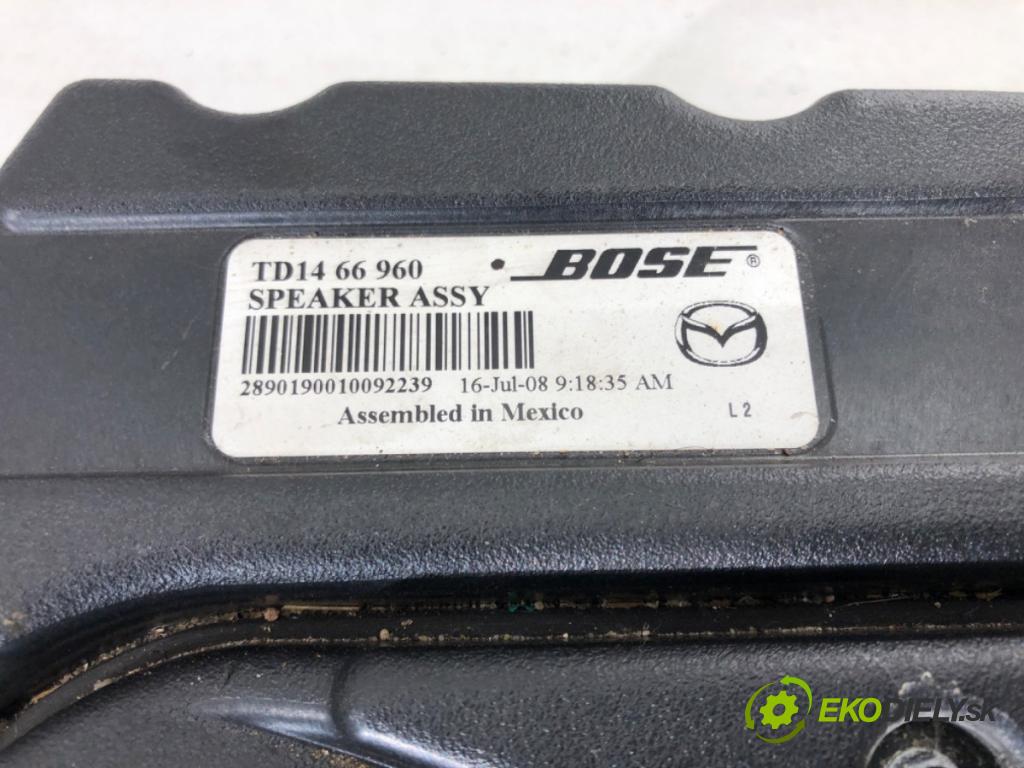 TD14 66 960
BOSE ®
SPEAKER ASSY
2890190010092239 16-Jul-08 9:18:35 AM
Assembled in Mexico L 2
EKODIELY.SK